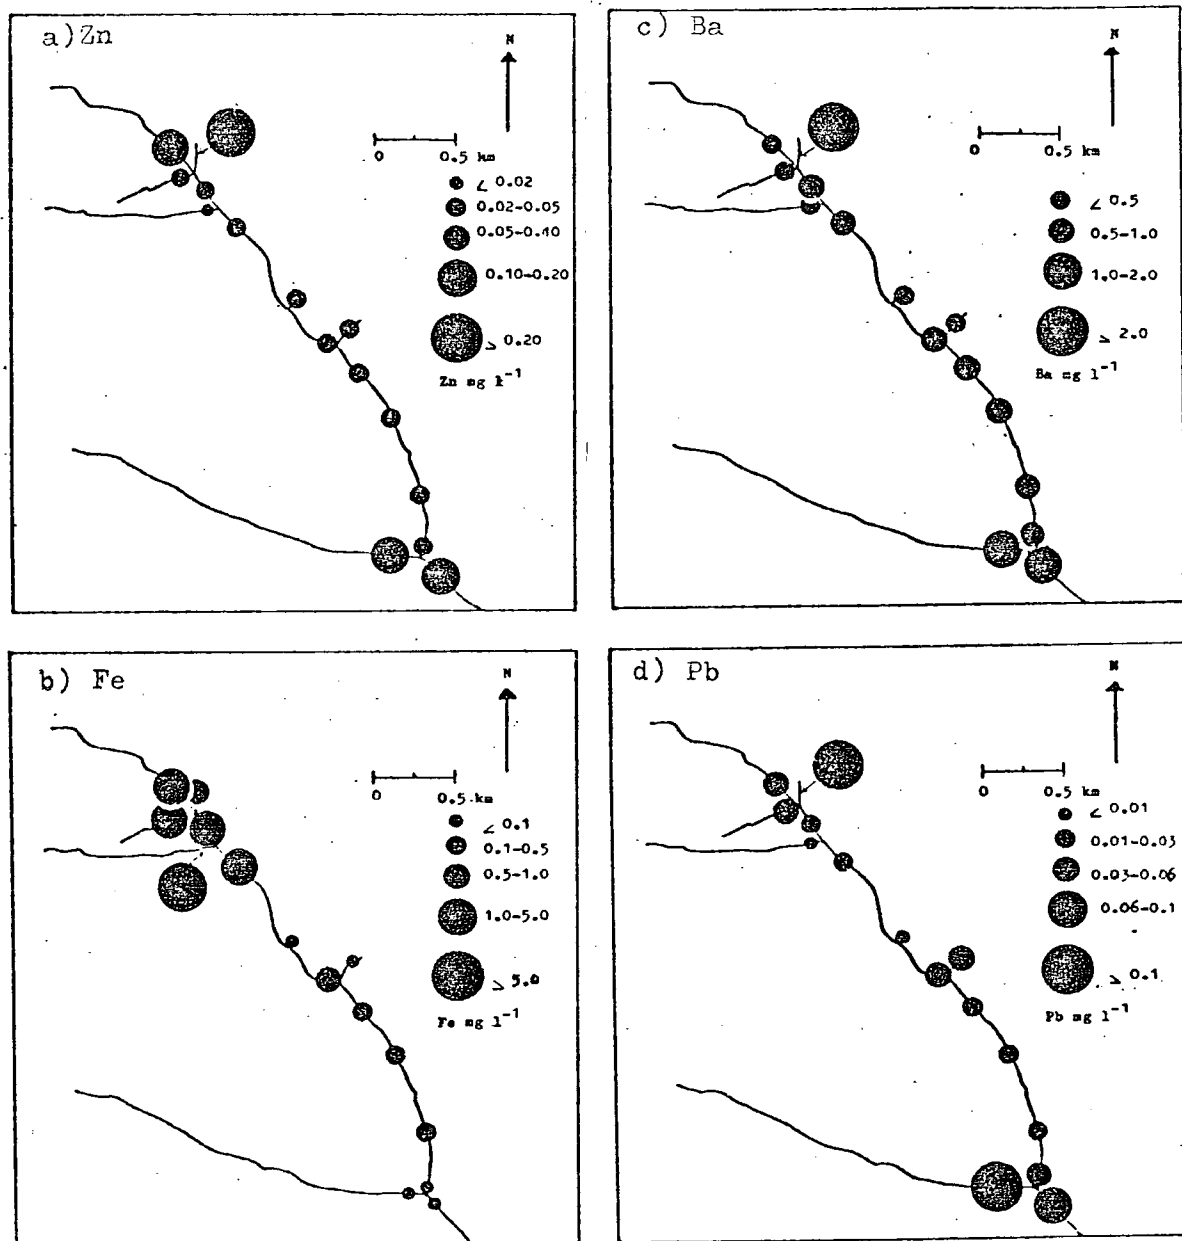 a)Zn
N
0 0.5 km
< 0.02
0.02-0.05
0.05-0.10
0.10-0.20
> 0.20
Zn mg l⁻¹
c) Ba
N
0 0.5 km
< 0.5
0.5-1.0
1.0-2.0
> 2.0
Ba mg l⁻¹
b) Fe
N
0 0.5 km
< 0.1
0.1-0.5
0.5-1.0
1.0-5.0
> 5.0
Fe mg l⁻¹
d) Pb
N
0 0.5 km
< 0.01
0.01-0.03
0.03-0.06
0.06-0.1
> 0.1
Pb mg l⁻¹